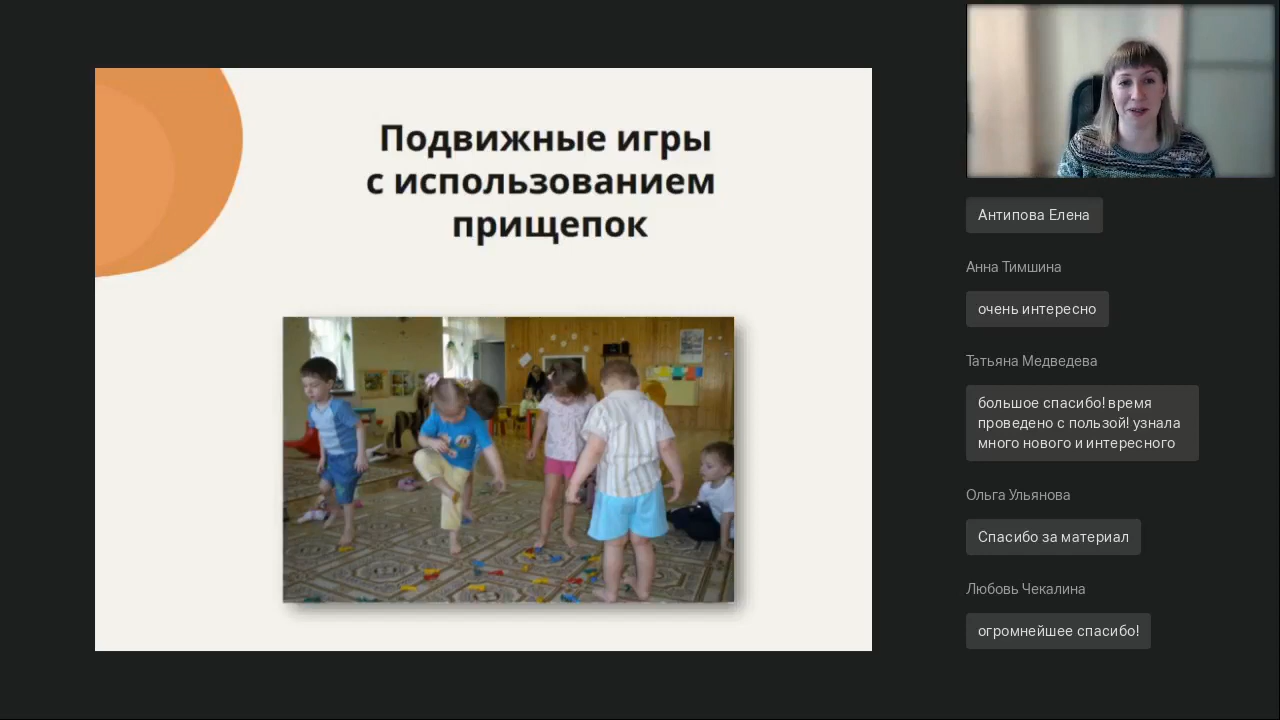 Подвижные игры
с использованием
прищепок
Антипова Елена
Анна Тимшина
очень интересно
Татьяна Медведева
большое спасибо! время
проведено с пользой! узнала
много нового и интересного
Ольга Ульянова
Спасибо за материал
Любовь Чекалина
огромнейшее спасибо!